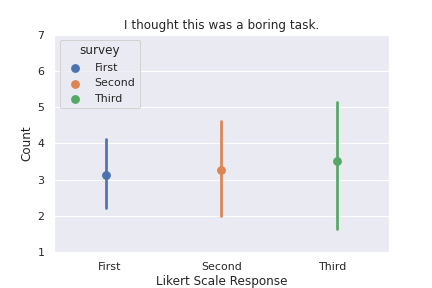 I thought this was a boring task.
7
6
5
4
3
2
1
Count
survey
First
Second
Third
First Second Third
Likert Scale Response